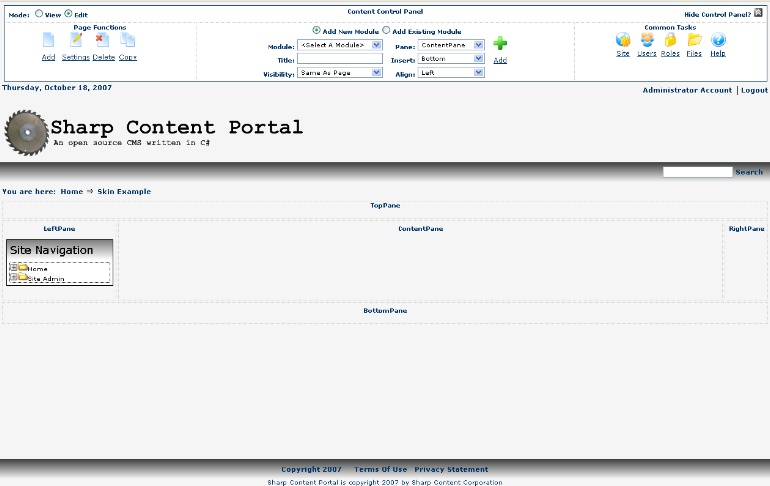 Mode: View Edit Content Control Panel Hide Control Panel?
Page Functions
Add Settings Delete Copy
Add New Module Add Existing Module
Module: <Select A Module> Pane: ContentPane
Title: Insert: Bottom Add
Visibility: Same As Page Align: Left
Common Tasks
Site Users Roles Files Help
Thursday, October 18, 2007 Administrator Account | Logout
Sharp Content Portal
An open source CMS written in C#
Search
You are here: Home ⇒ Skin Example
TopPane
LeftPane ContentPane RightPane
Site Navigation
Home
Site Admin
BottomPane
Copyright 2007 Terms Of Use Privacy Statement
Sharp Content Portal is copyright 2007 by Sharp Content Corporation